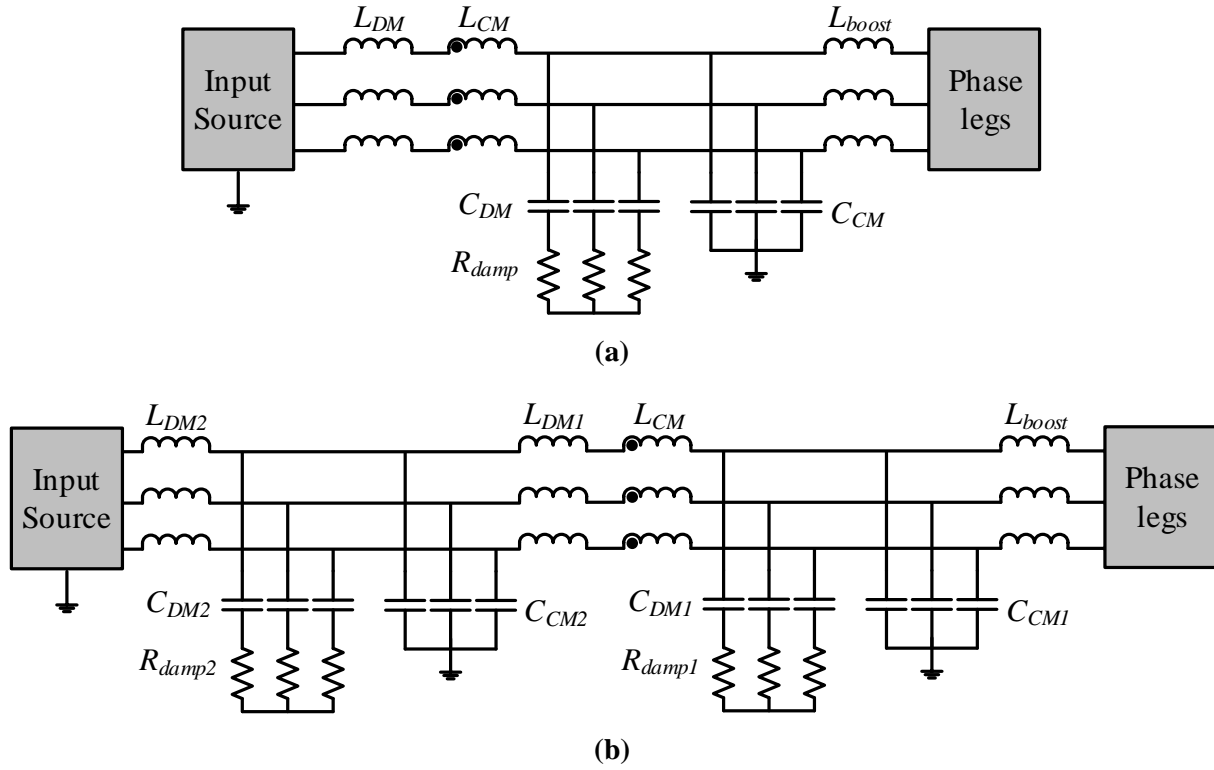 L_DM L_CM L_boost
Input
Source
Phase
legs
C_DM C_CM
R_damp
(a)
L_DM2 L_DM1 L_CM L_boost
Input
Source
Phase
legs
C_DM2 C_CM2 C_DM1 C_CM1
R_damp2 R_damp1
(b)